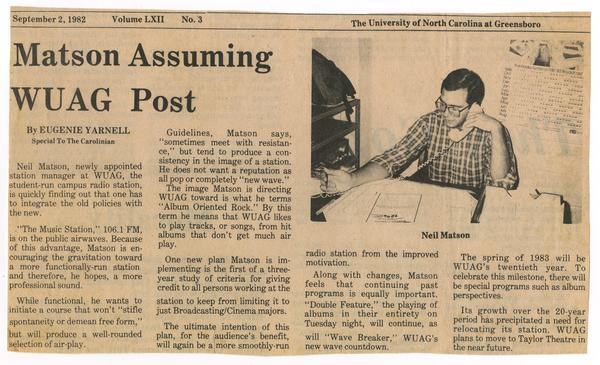 September 2, 1982 Volume LXII No. 3 The University of North Carolina at Greensboro
Matson Assuming
WUAG Post
By EUGENIE YARNELL
Special To The Carolinian
Neil Matson, newly appointed
station manager at WUAG, the
student-run campus radio station,
is quickly finding out that one has
to integrate the old policies with
the new.
"The Music Station," 106.1 FM,
is on the public airwaves. Because
of this advantage, Matson is en-
couraging the gravitation toward
a more functionally-run station
and therefore, he hopes, a more
professional sound.
While functional, he wants to
initiate a course that won't "stifle
spontaneity or demean free form,"
but will produce a well-rounded
selection of air-play.
Guidelines, Matson says,
"sometimes meet with resistan-
ce," but tend to produce a con-
sistency in the image of a station.
He does not want a reputation as
all pop or completely "new wave."
The image Matson is directing
WUAG toward is what he terms
"Album Oriented Rock." By this
term he means that WUAG likes
to play tracks, or songs, from hit
albums that don't get much air
play.
One new plan Matson is im-
plementing is the first of a three-
year study of criteria for giving
credit to all persons working at the
station to keep from limiting it to
just Broadcasting/Cinema majors.
The ultimate intention of this
plan, for the audience's benefit,
will again be a more smoothly-run
Neil Matson
radio station from the improved
motivation.
Along with changes, Matson
feels that continuing past
programs is equally important.
"Double Feature," the playing of
albums in their entirety on
Tuesday night, will continue, as
will "Wave Breaker," WUAG's
new wave countdown.
The spring of 1983 will be
WUAG's twentieth year. To
celebrate this milestone, there will
be special programs such as album
perspectives.
Its growth over the 20-year
period has precipitated a need for
relocating its station. WUAG
plans to move to Taylor Theatre in
the near future.